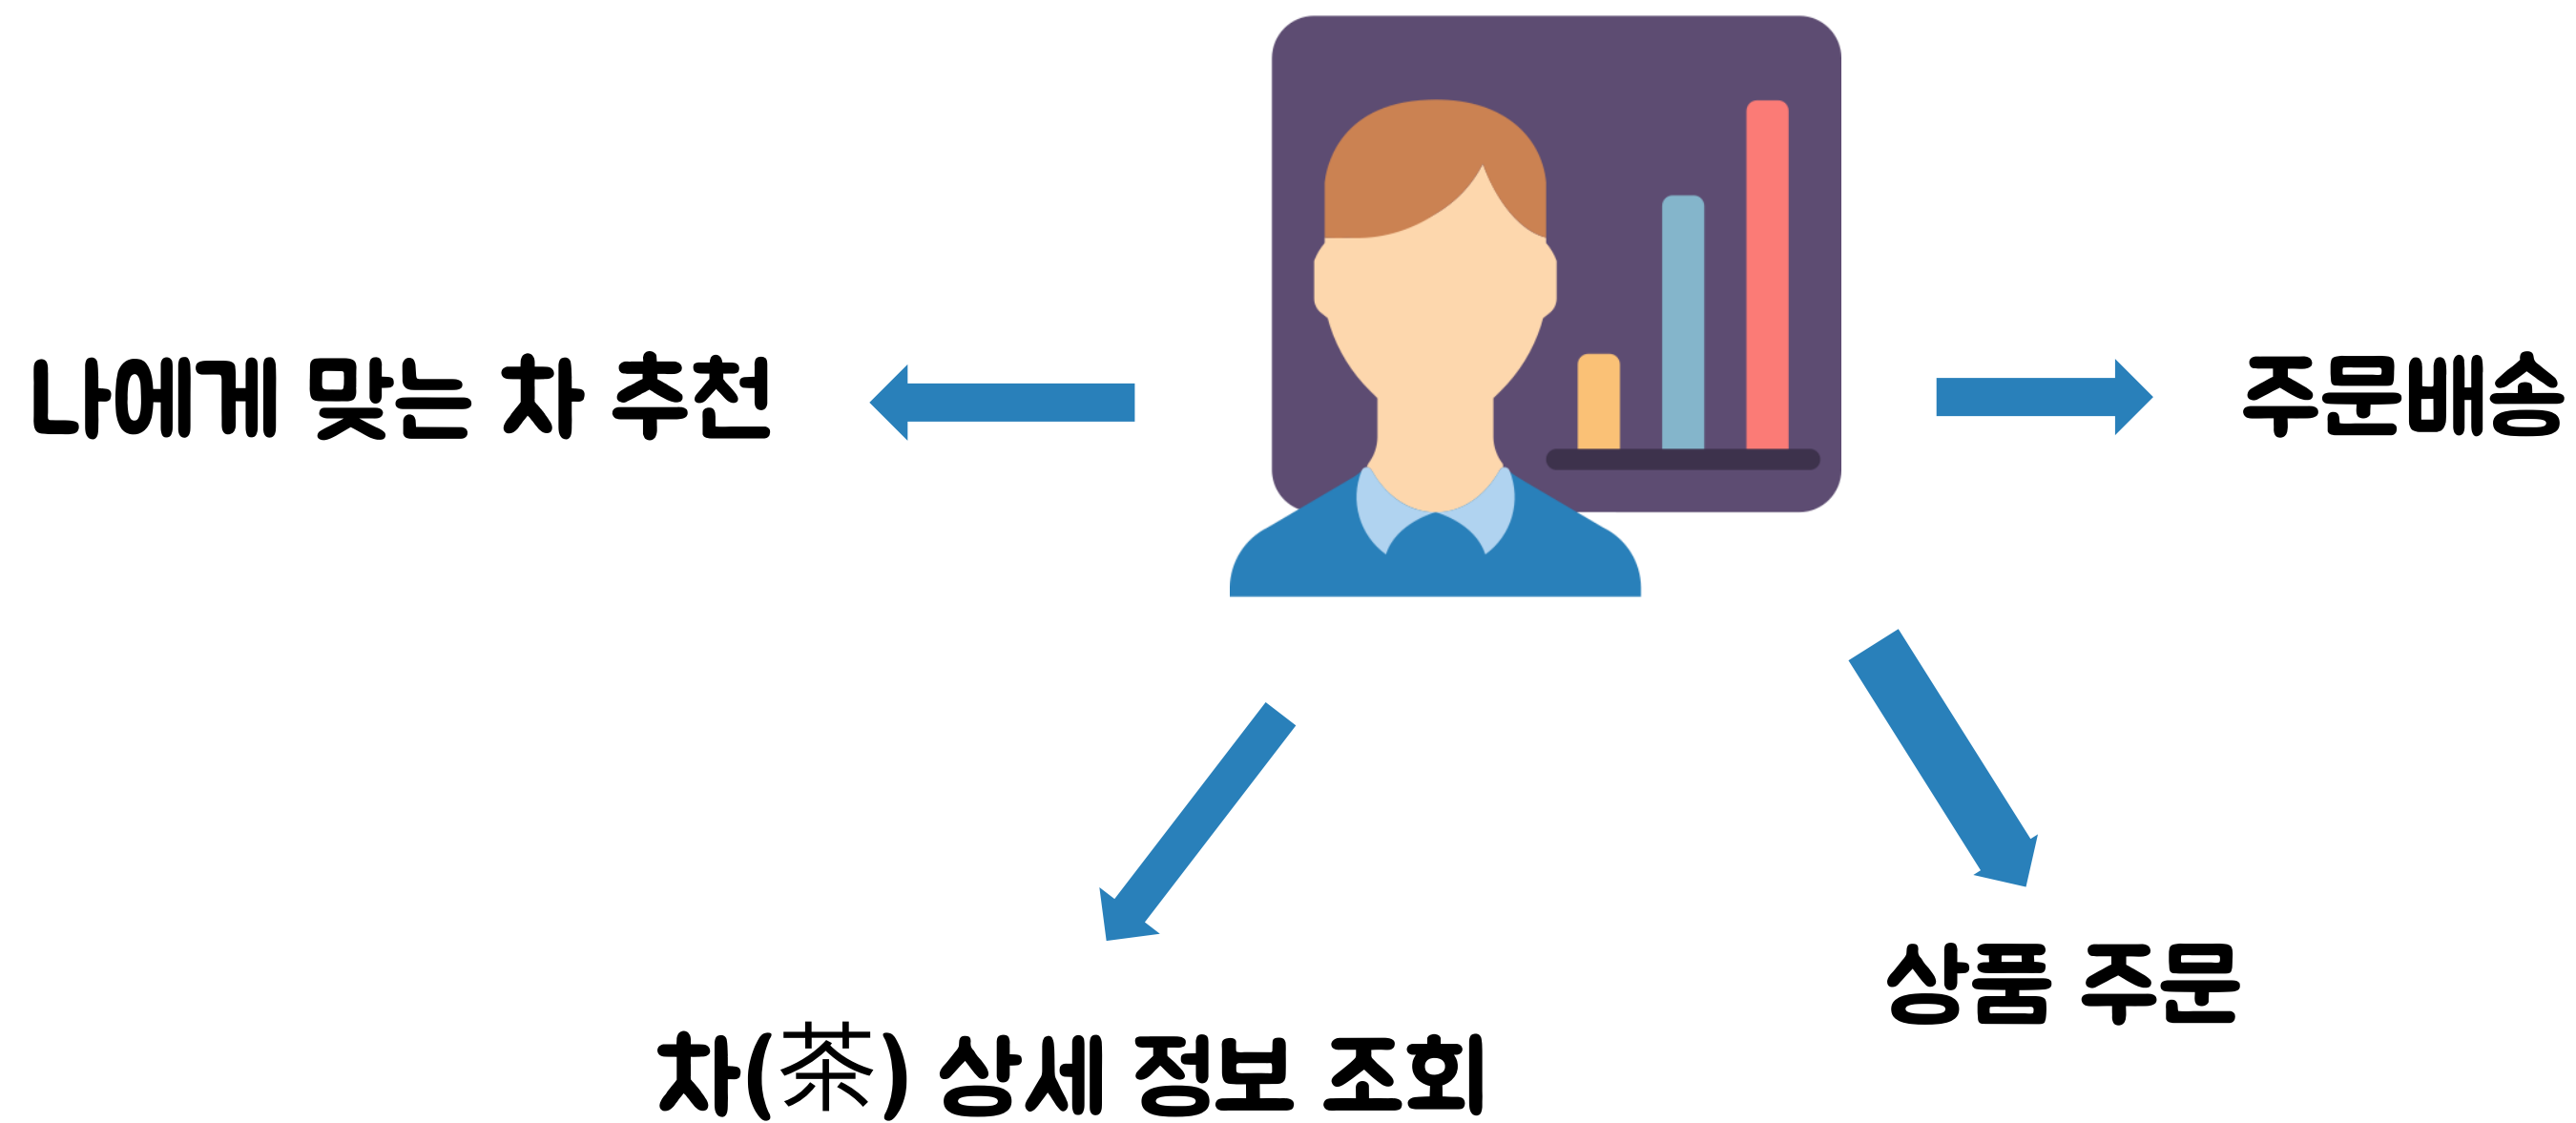 나에게 맞는 차 추천
주문배송
상품 주문
차(茶) 상세 정보 조회